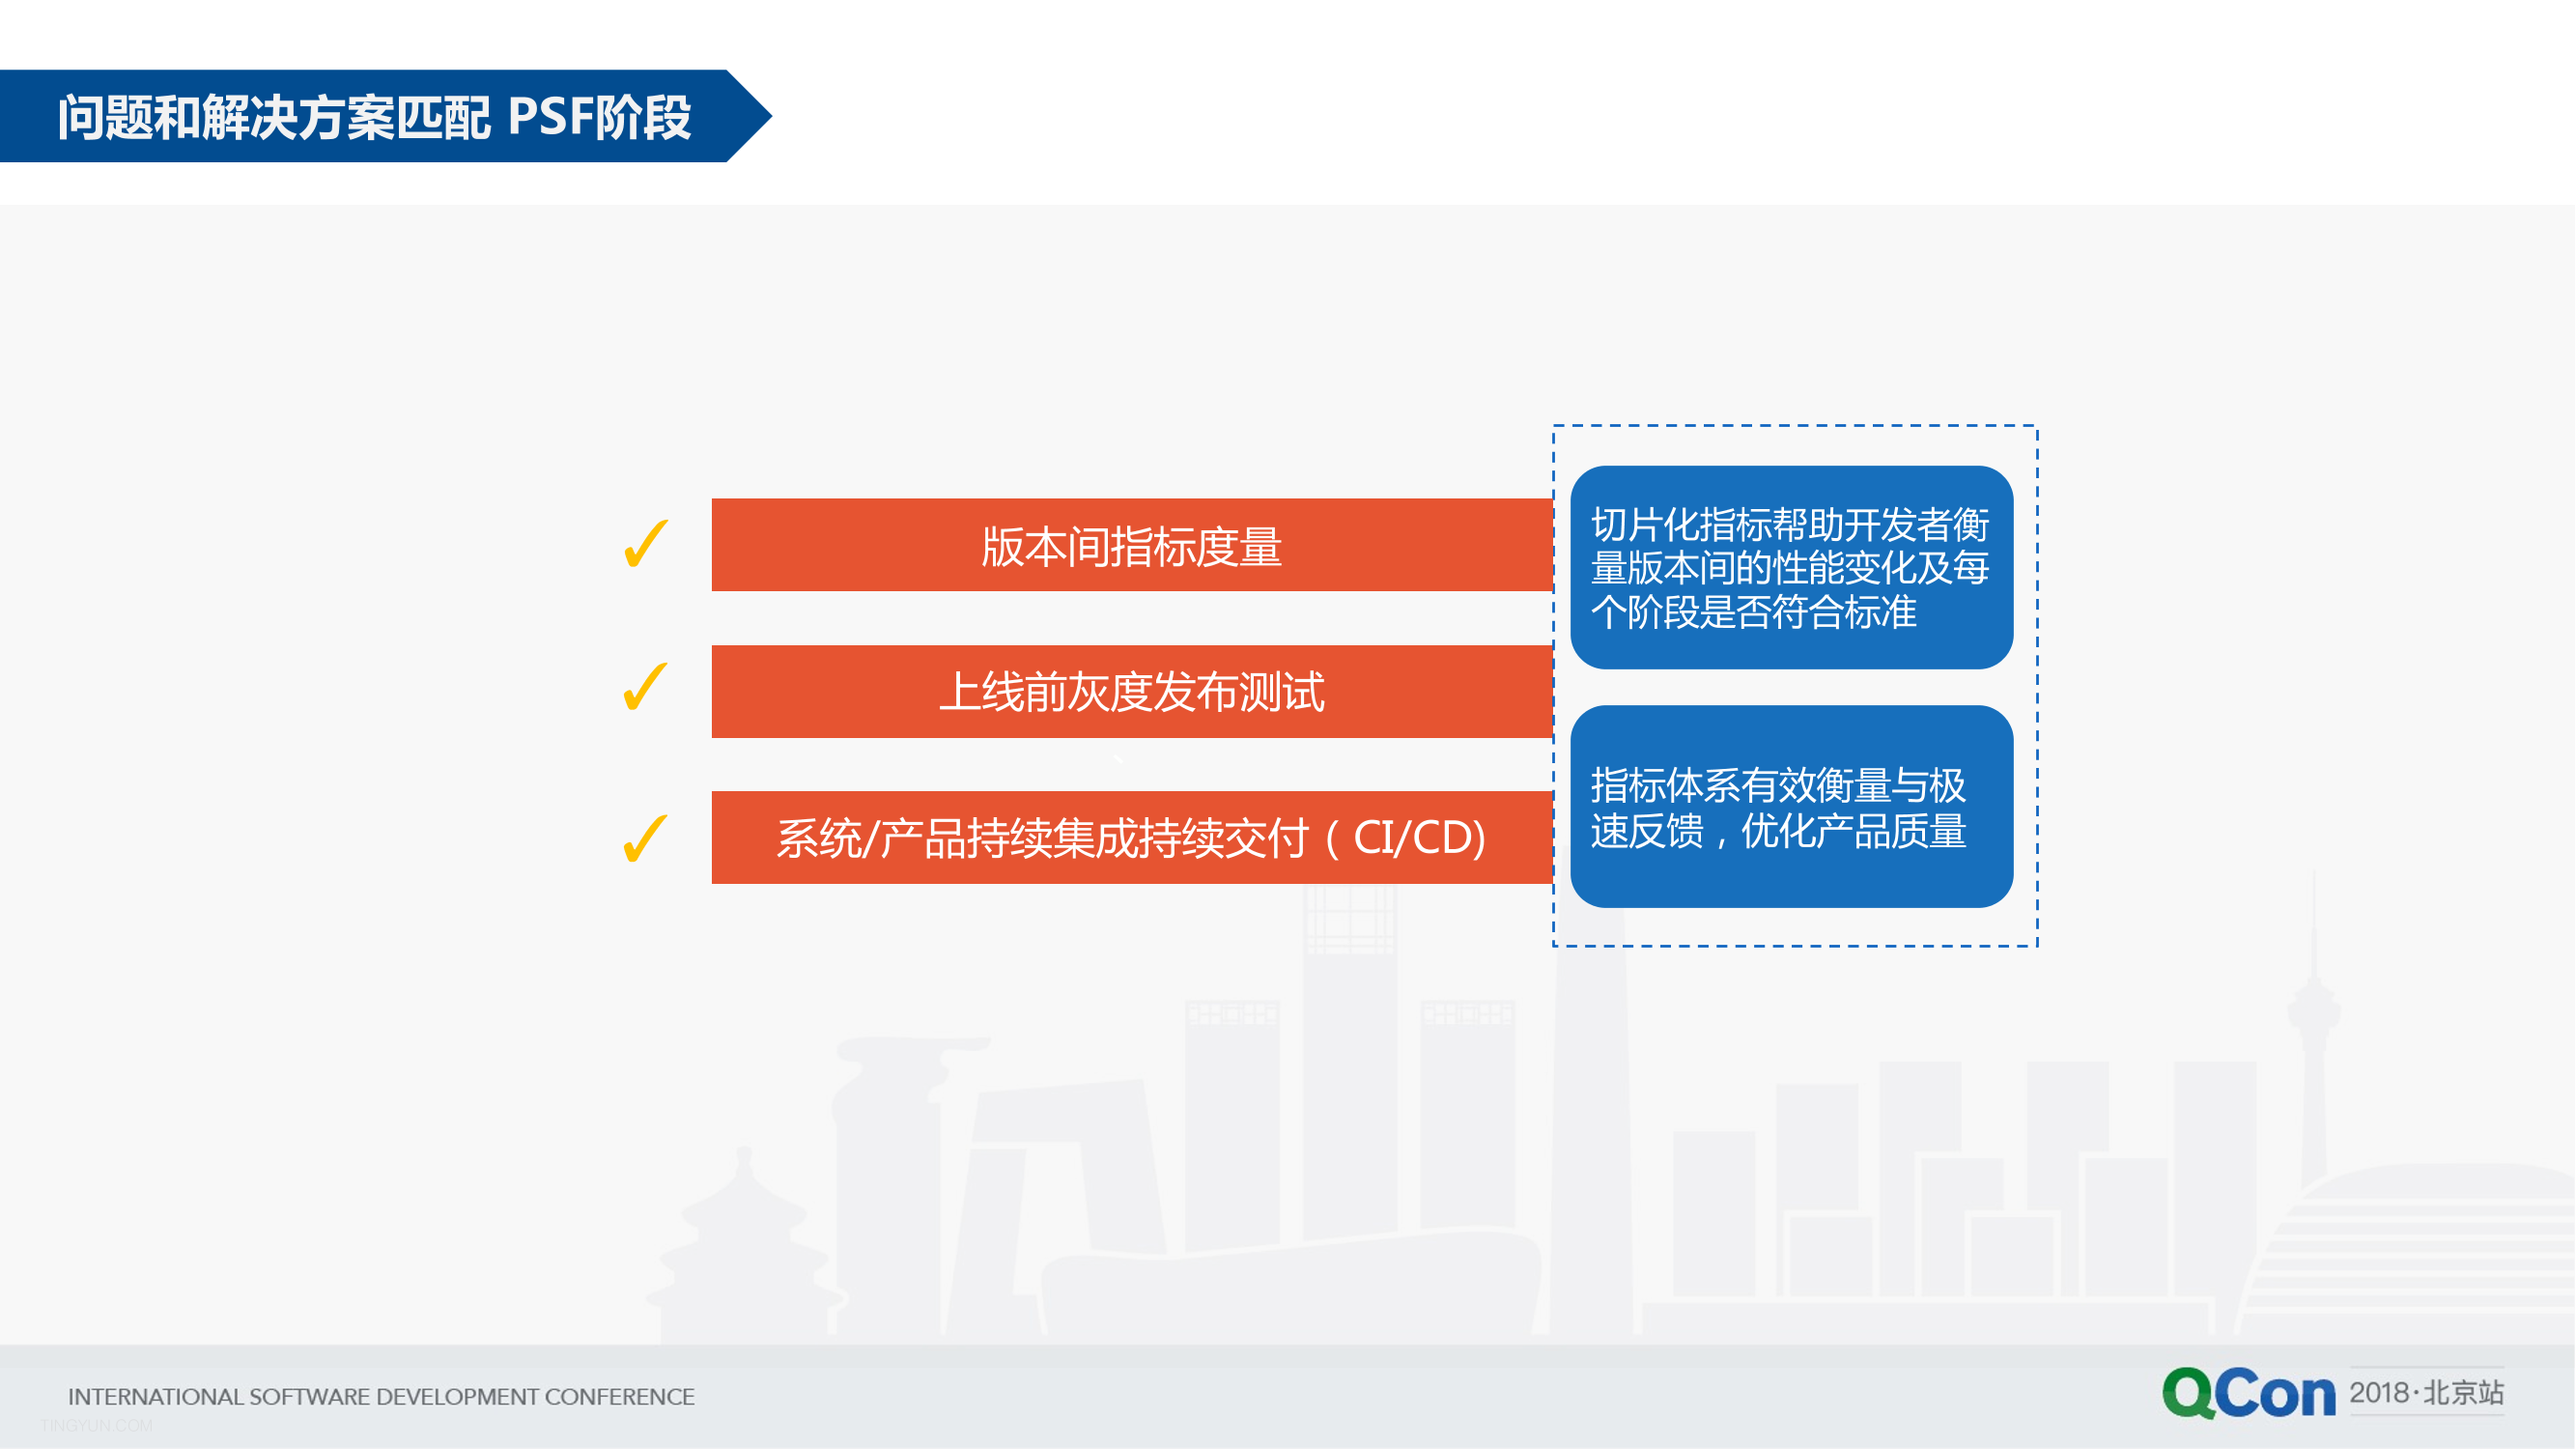 问题和解决方案匹配 PSF阶段
版本间指标度量
上线前灰度发布测试
、
系统/产品持续集成持续交付（CI/CD)
切片化指标帮助开发者衡
量版本间的性能变化及每
个阶段是否符合标准
指标体系有效衡量与极
速反馈，优化产品质量
INTERNATIONAL SOFTWARE DEVELOPMENT CONFERENCE
TINGYUN.COM
QCon 2018·北京站